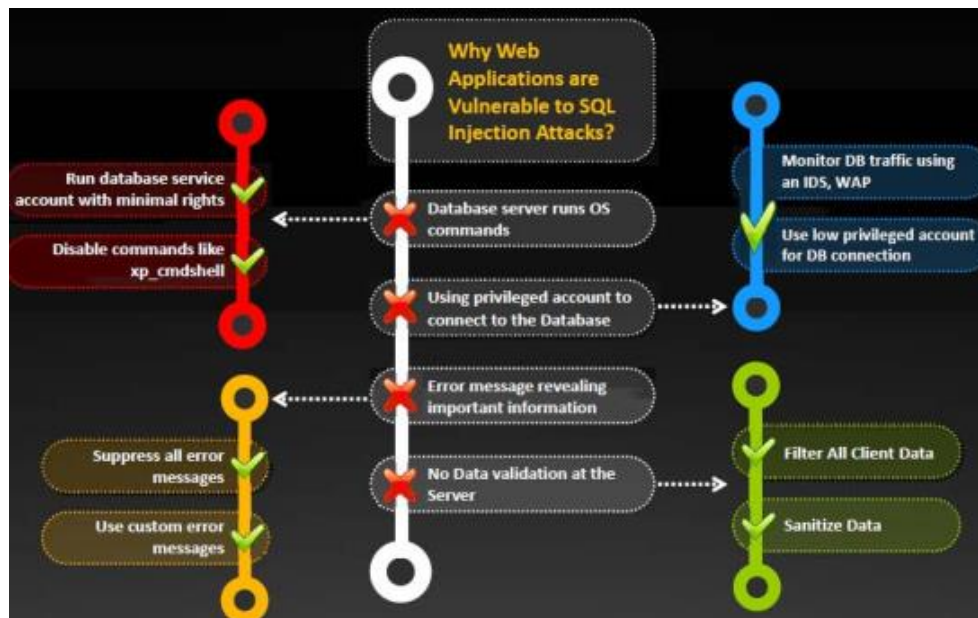 Why Web
Applications are
Vulnerable to SQL
Injection Attacks?
Run database service
account with minimal rights
Disable commands like
xp_cmdshell
Database server runs OS
commands
Using privileged account to
connect to the Database
Error message revealing
important information
No Data validation at the
Server
Monitor DB traffic using
an IDS, WAP
Use low privileged account
for DB connection
Suppress all error
messages
Use custom error
messages
Filter All Client Data
Sanitize Data